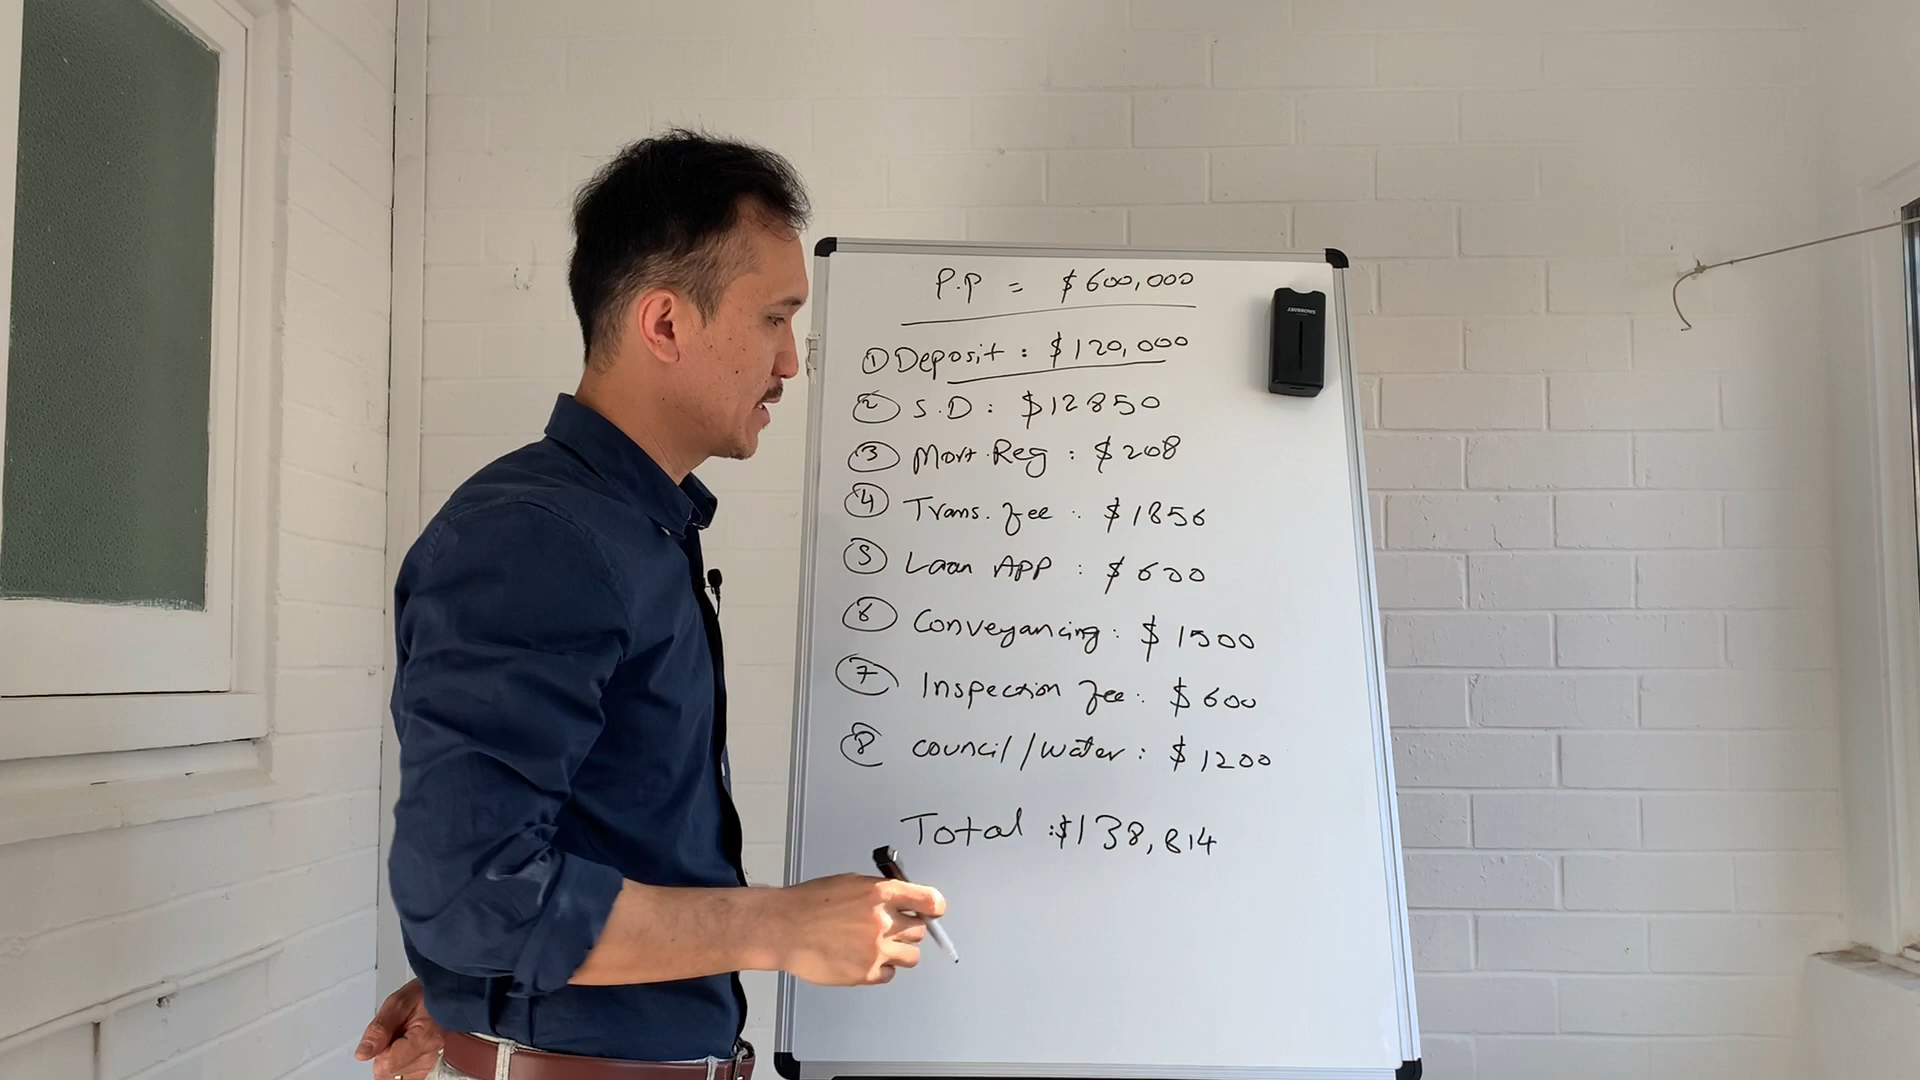 P.P = $600,000
① Deposit : $120,000
② S.D : $12850
③ Mort.Reg : $208
④ Trans. fee : $1856
⑤ Loan App : $600
⑥ Conveyancing : $1500
⑦ Inspection fee : $600
⑧ council/water : $1200
Total :$138,814
J.BURROWS